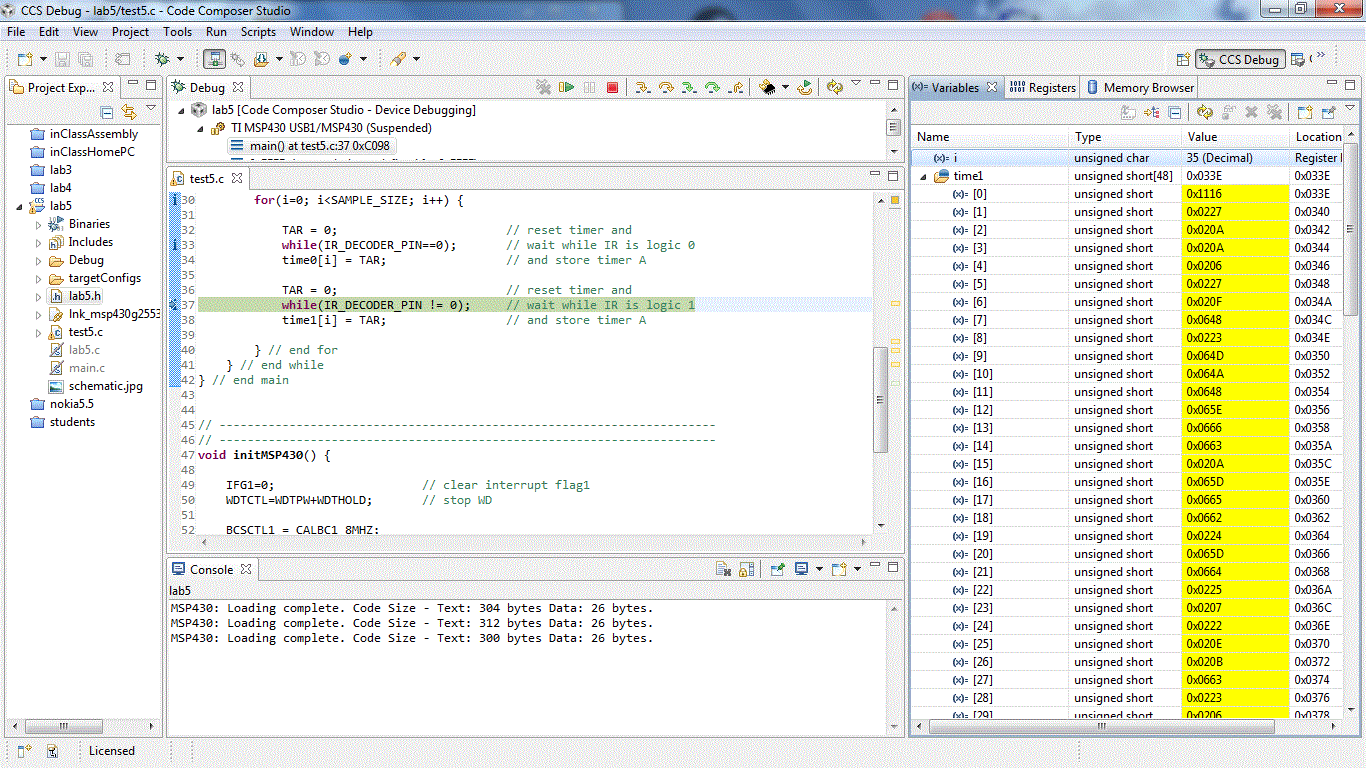 CCS Debug - lab5/test5.c - Code Composer Studio
File Edit View Project Tools Run Scripts Window Help
CCS Debug
Project Exp...
inClassAssembly
inClassHomePC
lab3
lab4
lab5
Binaries
Includes
Debug
targetConfigs
lab5.h
lnk_msp430g2553
test5.c
lab5.c
main.c
schematic.jpg
nokia5.5
students
Debug
lab5 [Code Composer Studio - Device Debugging]
TI MSP430 USB1/MSP430 (Suspended)
main() at test5.c:37 0xC098
test5.c
30 for(i=0; i<SAMPLE_SIZE; i++) {
31
32 TAR = 0; // reset timer and
33 while(IR_DECODER_PIN==0); // wait while IR is logic 0
34 time0[i] = TAR; // and store timer A
35
36 TAR = 0; // reset timer and
37 while(IR_DECODER_PIN != 0); // wait while IR is logic 1
38 time1[i] = TAR; // and store timer A
39
40 } // end for
41 } // end while
42 } // end main
43
44
45 // -----------------------------------------------------------------------
46 // -----------------------------------------------------------------------
47 void initMSP430() {
48
49 IFG1=0; // clear interrupt flag1
50 WDTCTL=WDTPW+WDTHOLD; // stop WD
51
52 BCSCTL1 = CALBC1_8MHZ;
Console
lab5
MSP430: Loading complete. Code Size - Text: 304 bytes Data: 26 bytes.
MSP430: Loading complete. Code Size - Text: 312 bytes Data: 26 bytes.
MSP430: Loading complete. Code Size - Text: 300 bytes Data: 26 bytes.
(x)= Variables Registers Memory Browser
Name Type Value Location
(x)= i unsigned char 35 (Decimal) Register
time1 unsigned short[48] 0x033E 0x033E
(x)= [0] unsigned short 0x1116 0x033E
(x)= [1] unsigned short 0x0227 0x0340
(x)= [2] unsigned short 0x020A 0x0342
(x)= [3] unsigned short 0x020A 0x0344
(x)= [4] unsigned short 0x0206 0x0346
(x)= [5] unsigned short 0x0227 0x0348
(x)= [6] unsigned short 0x020F 0x034A
(x)= [7] unsigned short 0x0648 0x034C
(x)= [8] unsigned short 0x0223 0x034E
(x)= [9] unsigned short 0x064D 0x0350
(x)= [10] unsigned short 0x064A 0x0352
(x)= [11] unsigned short 0x0648 0x0354
(x)= [12] unsigned short 0x065E 0x0356
(x)= [13] unsigned short 0x0666 0x0358
(x)= [14] unsigned short 0x0663 0x035A
(x)= [15] unsigned short 0x020A 0x035C
(x)= [16] unsigned short 0x065D 0x035E
(x)= [17] unsigned short 0x0665 0x0360
(x)= [18] unsigned short 0x0662 0x0362
(x)= [19] unsigned short 0x0224 0x0364
(x)= [20] unsigned short 0x065D 0x0366
(x)= [21] unsigned short 0x0664 0x0368
(x)= [22] unsigned short 0x0225 0x036A
(x)= [23] unsigned short 0x0207 0x036C
(x)= [24] unsigned short 0x0222 0x036E
(x)= [25] unsigned short 0x020E 0x0370
(x)= [26] unsigned short 0x020B 0x0372
(x)= [27] unsigned short 0x0663 0x0374
(x)= [28] unsigned short 0x0223 0x0376
(x)= [29] unsigned short 0x0206 0x0378
Licensed